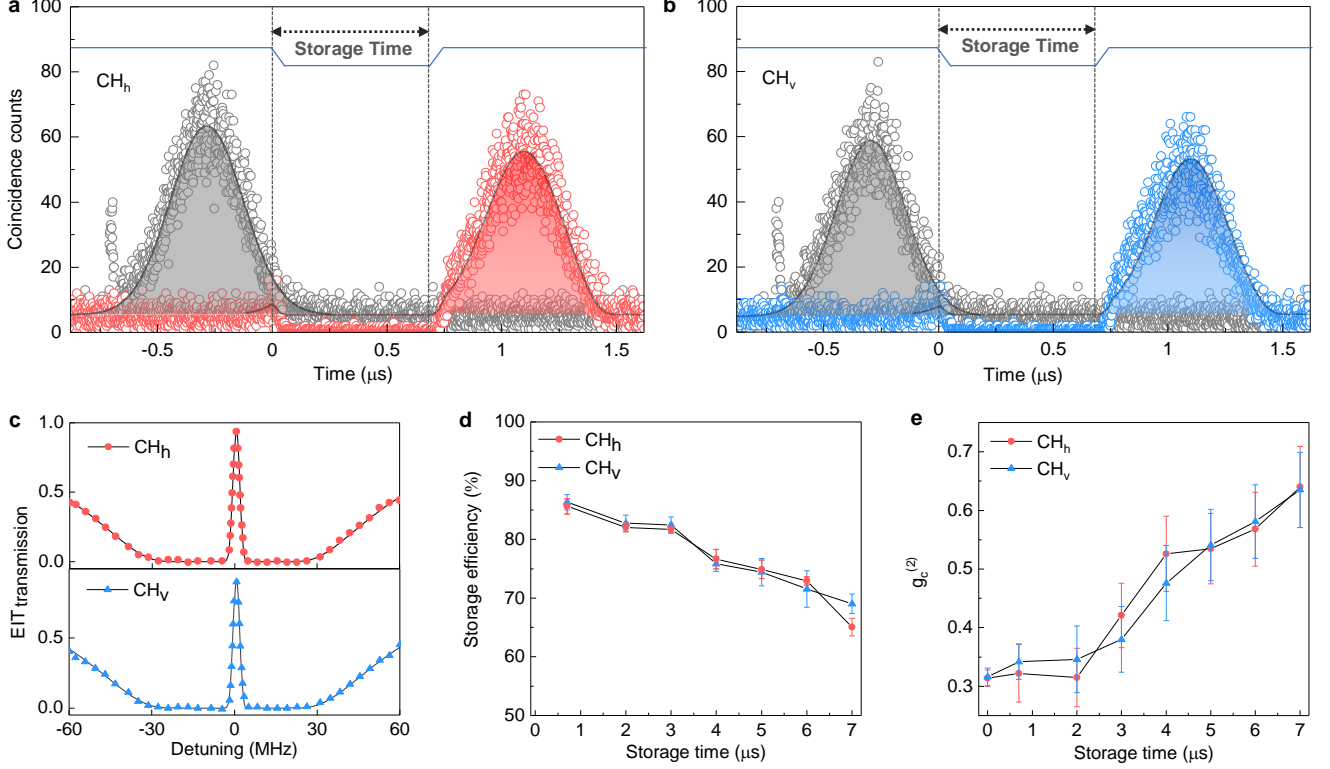 a
Storage Time
CHh
Coincidence counts
100
80
60
40
20
0
-0.5
0
0.5
1
1.5
Time (μs)
b
Storage Time
CHv
100
80
60
40
20
0
-0.5
0
0.5
1
1.5
Time (μs)
c
CHh
CHv
EIT transmission
1.0
0.5
0.0
0.5
0.0
-60
-30
0
30
60
Detuning (MHz)
d
CHh
CHv
Storage efficiency (%)
100
90
80
70
60
50
0
1
2
3
4
5
6
7
Storage time (μs)
e
CHh
CHv
gc(2)
0.7
0.6
0.5
0.4
0.3
0
1
2
3
4
5
6
7
Storage time (μs)